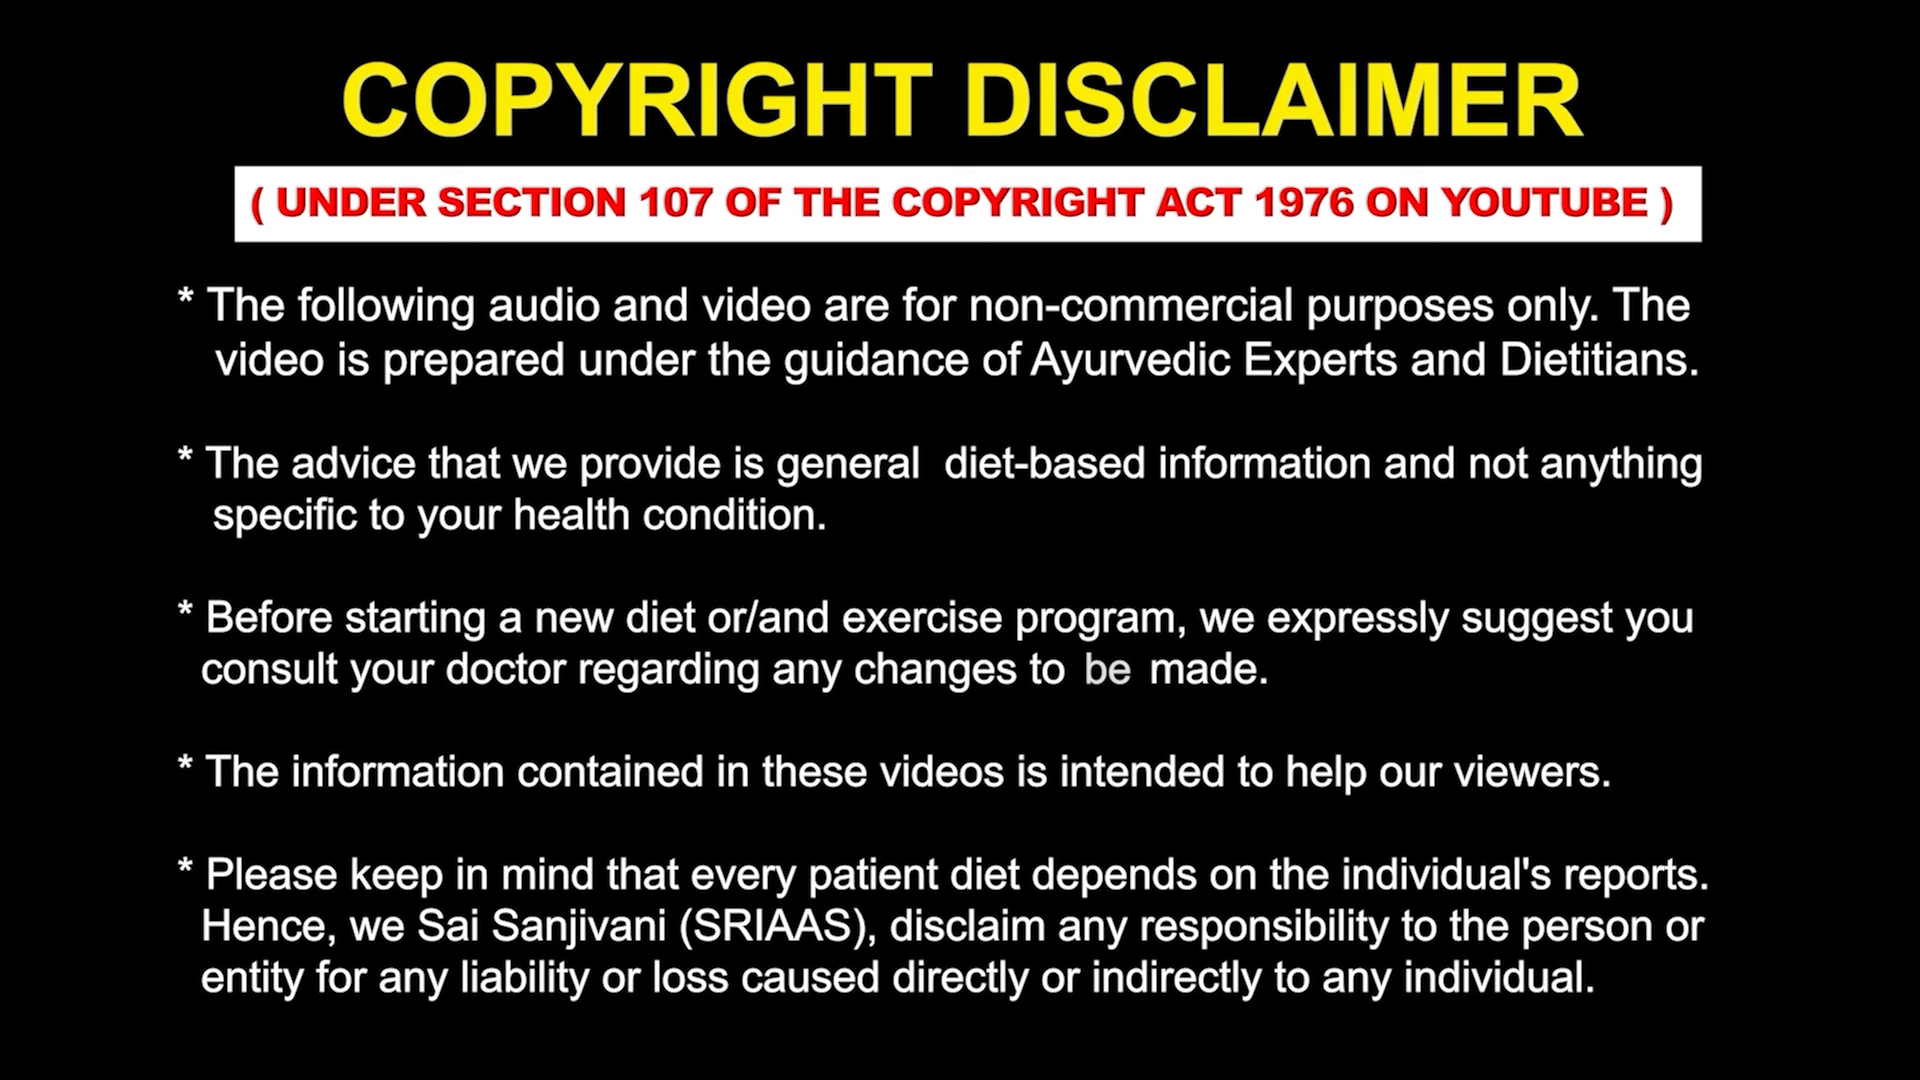 COPYRIGHT DISCLAIMER
( UNDER SECTION 107 OF THE COPYRIGHT ACT 1976 ON YOUTUBE )
* The following audio and video are for non-commercial purposes only. The
video is prepared under the guidance of Ayurvedic Experts and Dietitians.
* The advice that we provide is general diet-based information and not anything
specific to your health condition.
* Before starting a new diet or/and exercise program, we expressly suggest you
consult your doctor regarding any changes to be made.
* The information contained in these videos is intended to help our viewers.
* Please keep in mind that every patient diet depends on the individual's reports.
Hence, we Sai Sanjivani (SRIAAS), disclaim any responsibility to the person or
entity for any liability or loss caused directly or indirectly to any individual.